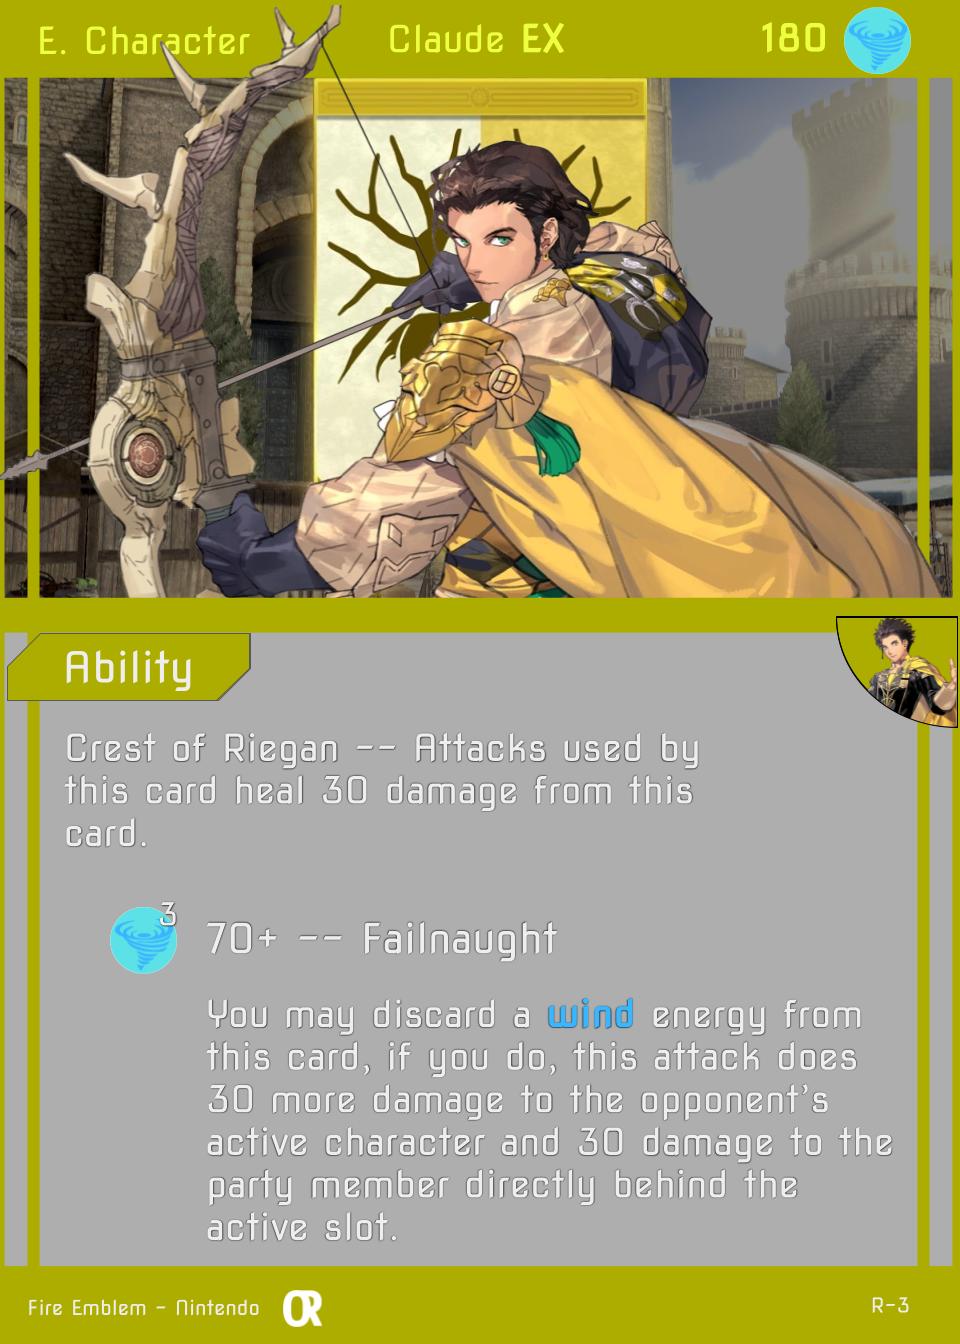 E. Character Claude EX 180
Ability
Crest of Riegan -- Attacks used by
this card heal 30 damage from this
card.
3
70+ -- Failnaught
You may discard a wind energy from
this card, if you do, this attack does
30 more damage to the opponent's
active character and 30 damage to the
party member directly behind the
active slot.
Fire Emblem - Nintendo OR R-3